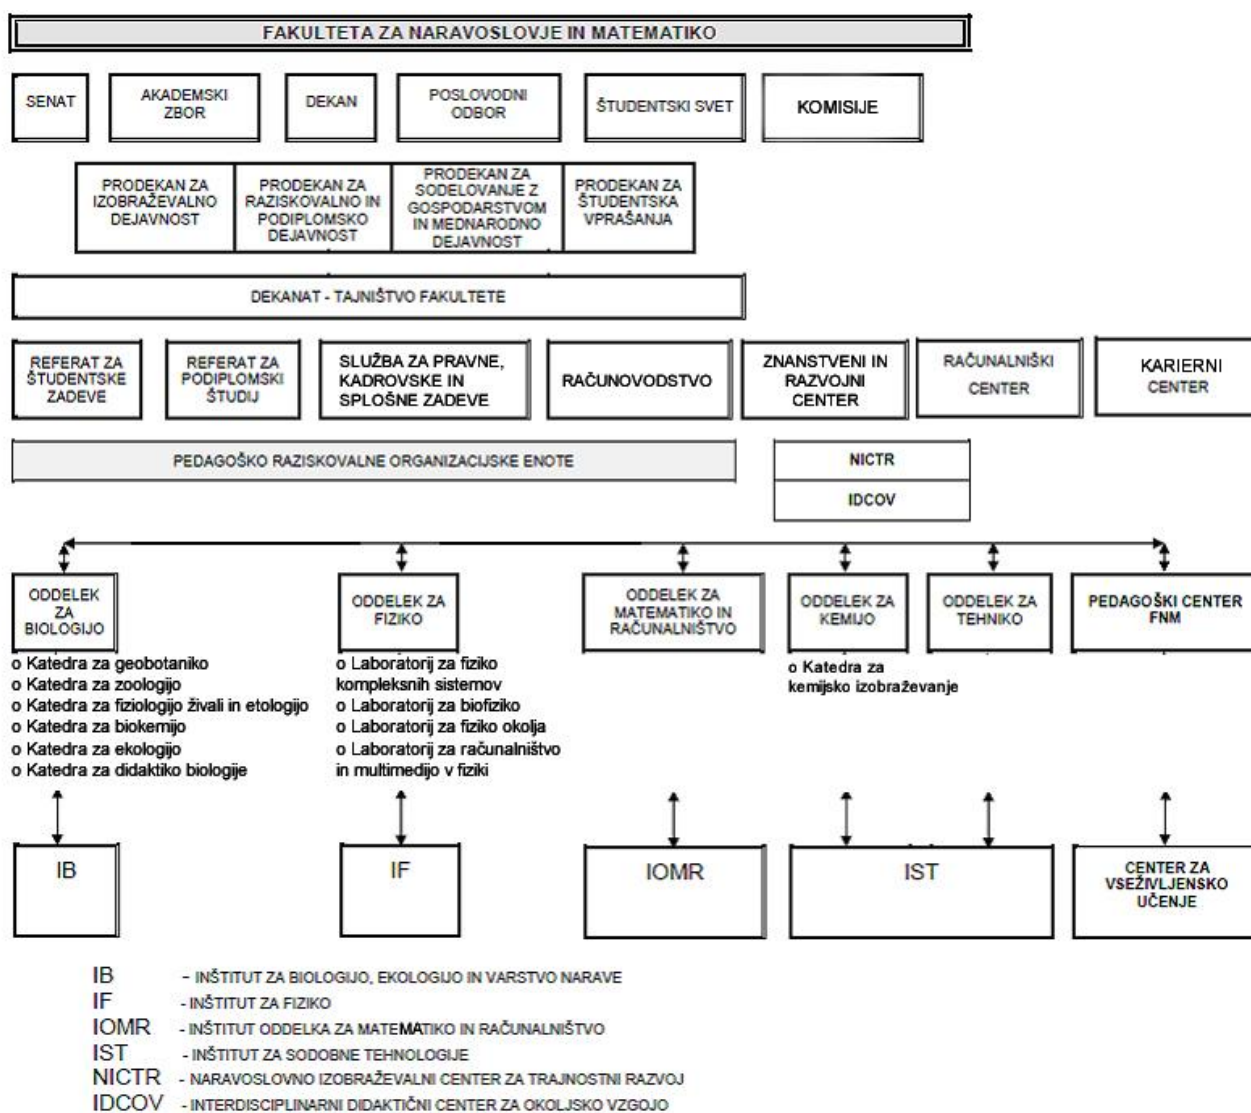 FAKULTETA ZA NARAVOSLOVJE IN MATEMATIKO
SENAT
AKADEMSKI
ZBOR
DEKAN
POSLOVODNI
ODBOR
ŠTUDENTSKI SVET
KOMISIJE
PRODEKAN ZA
IZOBRAŽEVALNO
DEJAVNOST
PRODEKAN ZA
RAZISKOVALNO IN
PODIPLOMSKO
DEJAVNOST
PRODEKAN ZA
SODELOVANJE Z
GOSPODARSTVOM
IN MEDNARODNO
DEJAVNOST
PRODEKAN ZA
ŠTUDENTSKA
VPRAŠANJA
DEKANAT - TAJNIŠTVO FAKULTETE
REFERAT ZA
ŠTUDENTSKE
ZADEVE
REFERAT ZA
PODIPLOMSKI
ŠTUDIJ
SLUŽBA ZA PRAVNE,
KADROVSKE IN
SPLOŠNE ZADEVE
RAČUNOVODSTVO
ZNANSTVENI IN
RAZVOJNI
CENTER
RAČUNALNIŠKI
CENTER
KARIERNI
CENTER
PEDAGOŠKO RAZISKOVALNE ORGANIZACIJSKE ENOTE
NICTR
IDCOV
ODDELEK
ZA
BIOLOGIJO
ODDELEK ZA
FIZIKO
ODDELEK ZA
MATEMATIKO IN
RAČUNALNIŠTVO
ODDELEK ZA
KEMIJO
ODDELEK ZA
TEHNIKO
PEDAGOŠKI CENTER
FNM
o Katedra za geobotaniko
o Katedra za zoologijo
o Katedra za fiziologijo živali in etologijo
o Katedra za biokemijo
o Katedra za ekologijo
o Katedra za didaktiko biologije
o Laboratorij za fiziko
kompleksnih sistemov
o Laboratorij za biofiziko
o Laboratorij za fiziko okolja
o Laboratorij za računalništvo
in multimedijo v fiziki
o Katedra za
kemijsko izobraževanje
IB
IF
IOMR
IST
CENTER ZA
VSEŽIVLJENSKO
UČENJE
IB - INŠTITUT ZA BIOLOGIJO, EKOLOGIJO IN VARSTVO NARAVE
IF - INŠTITUT ZA FIZIKO
IOMR - INŠTITUT ODDELKA ZA MATEMATIKO IN RAČUNALNIŠTVO
IST - INŠTITUT ZA SODOBNE TEHNOLOGIJE
NICTR - NARAVOSLOVNO IZOBRAŽEVALNI CENTER ZA TRAJNOSTNI RAZVOJ
IDCOV - INTERDISCIPLINARNI DIDAKTIČNI CENTER ZA OKOLJSKO VZGOJO